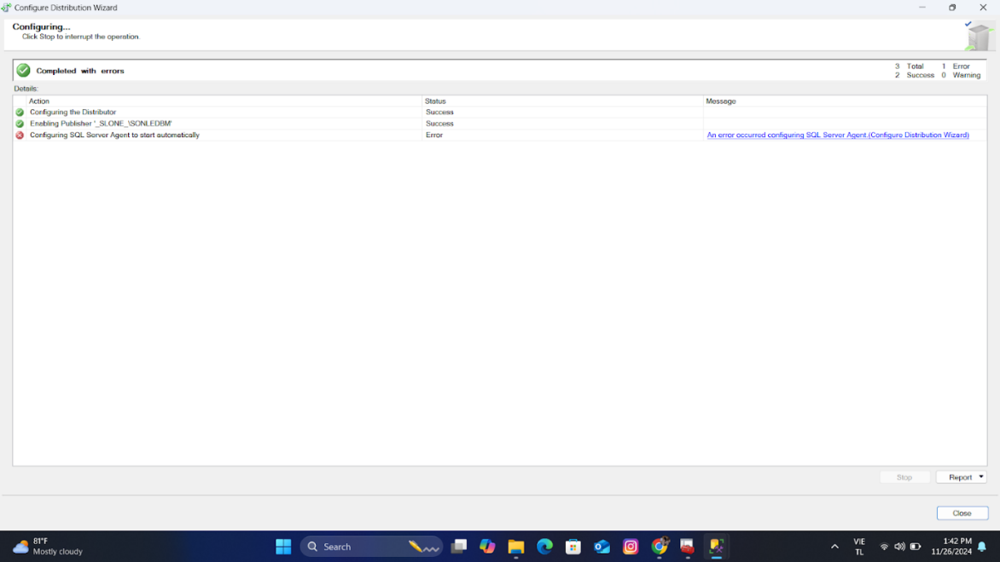 Configure Distribution Wizard
Configuring...
Click Stop to interrupt the operation.
Completed with errors
3 Total 1 Error
2 Success 0 Warning
Details:
Action Status Message
Configuring the Distributor Success
Enabling Publisher '_SLONE_\SONLEDBM' Success
Configuring SQL Server Agent to start automatically Error An error occurred configuring SQL Server Agent.(Configure Distribution Wizard)
Stop Report
Close
81°F
Mostly cloudy
Search
VIE
TL
1:42 PM
11/26/2024